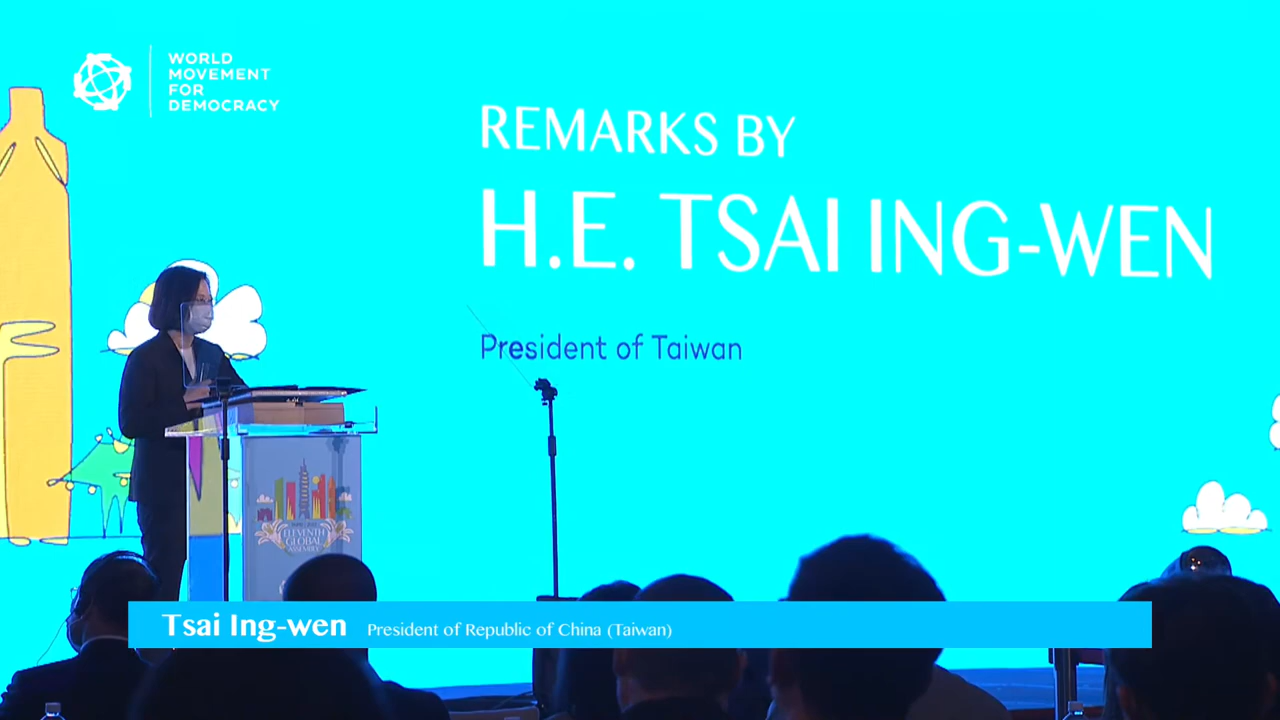 WORLD
MOVEMENT
FOR
DEMOCRACY
REMARKS BY
H.E. TSAI ING-WEN
President of Taiwan
ELEVENTH
GLOBAL
ASSEMBLY
Tsai Ing-wen President of Republic of China (Taiwan)